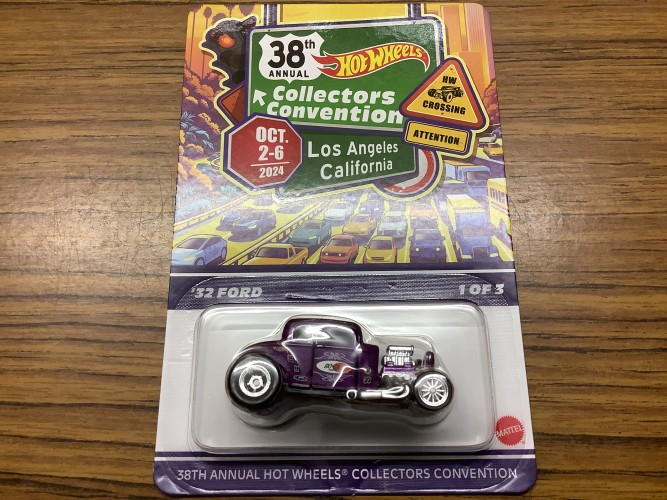 38th
ANNUAL
HOT WHEELS
Collectors
Convention
HW
CROSSING
ATTENTION
OCT.
2-6
2024
Los Angeles
California
'32 FORD
1 OF 3
MATTEL
38TH ANNUAL HOT WHEELS® COLLECTORS CONVENTION